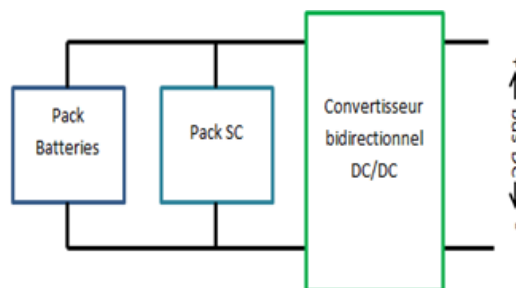 Pack
Batteries
Pack SC
Convertisseur
bidirectionnel
DC/DC